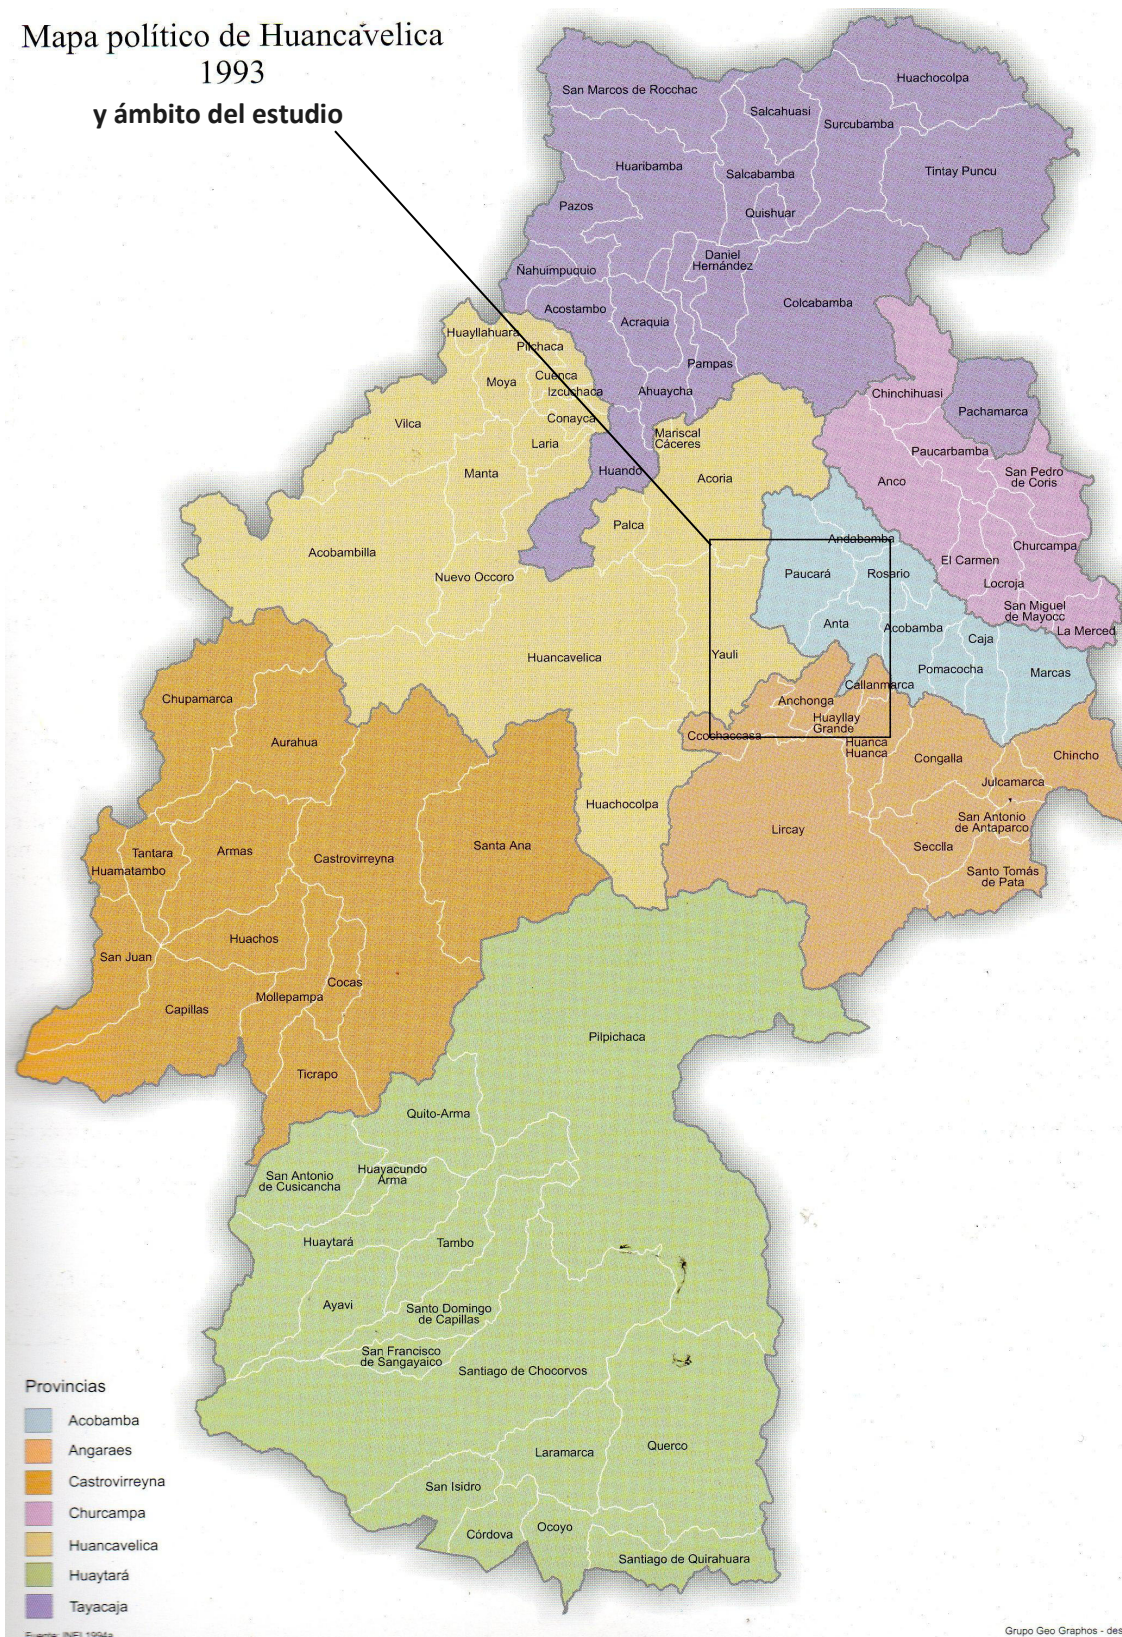 Mapa político de Huancavelica
1993
y ámbito del estudio
Huachocolpa
San Marcos de Rocchac
Salcahuasi
Surcubamba
Huaribamba
Salcabamba
Tintay Puncu
Pazos
Quishuar
Daniel
Hernández
Ñahuimpuquio
Colcabamba
Acostambo
Acraquia
Huayllahuara
Pilchaca
Pampas
Cuenca
Moya
Izcuchaca
Ahuaycha
Chinchihuasi
Pachamarca
Conayca
Vilca
Mariscal
Cáceres
Laria
Paucarbamba
Huando
Manta
Acoria
San Pedro
de Coris
Anco
Palca
Andabamba
Acobambilla
Churcampa
El Carmen
Nuevo Occoro
Paucará
Rosario
Locroja
San Miguel
de Mayocc
Anta
Acobamba
La Merced
Caja
Huancavelica
Yauli
Pomacocha
Marcas
Callanmarca
Chupamarca
Anchonga
Huayllay
Grande
Ccochaccasa
Aurahua
Huanca
Huanca
Congalla
Chincho
Julcamarca
Huachocolpa
San Antonio
de Antaparco
Lircay
Santa Ana
Secclla
Tantara
Armas
Castrovirreyna
Huamatambo
Santo Tomás
de Pata
Huachos
San Juan
Cocas
Mollepampa
Capillas
Pilpichaca
Ticrapo
Quito-Arma
San Antonio
de Cusicancha
Huayacundo
Arma
Huaytará
Tambo
Ayavi
Santo Domingo
de Capillas
San Francisco
de Sangayaico
Santiago de Chocorvos
Laramarca
Querco
San Isidro
Córdova
Ocoyo
Santiago de Quirahuara
Provincias
Acobamba
Angaraes
Castrovirreyna
Churcampa
Huancavelica
Huaytará
Tayacaja
Fuente: INEI 1994a
Grupo Geo Graphos - des